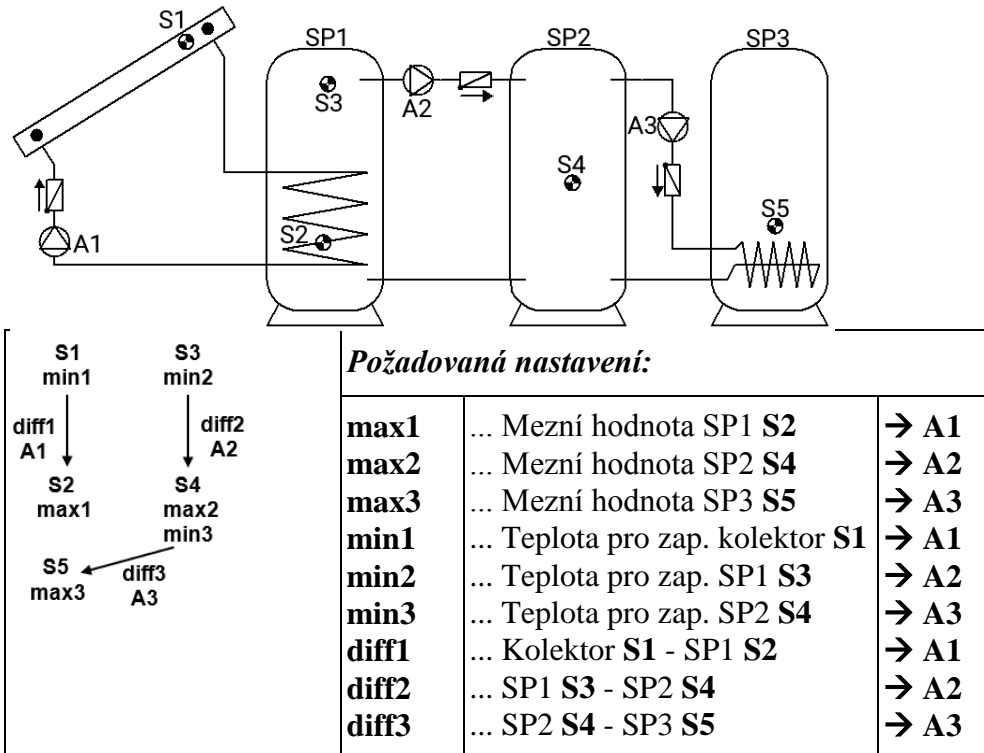 S1
SP1
SP2
SP3
S3
A2
A3
S4
S5
S2
A1
S1 S3
min1 min2
diff1 diff2
A1 A2
S2 S4
max1 max2
min3
S5 diff3
max3 A3
Požadovaná nastavení:
max1 ... Mezní hodnota SP1 S2 → A1
max2 ... Mezní hodnota SP2 S4 → A2
max3 ... Mezní hodnota SP3 S5 → A3
min1 ... Teplota pro zap. kolektor S1 → A1
min2 ... Teplota pro zap. SP1 S3 → A2
min3 ... Teplota pro zap. SP2 S4 → A3
diff1 ... Kolektor S1 - SP1 S2 → A1
diff2 ... SP1 S3 - SP2 S4 → A2
diff3 ... SP2 S4 - SP3 S5 → A3